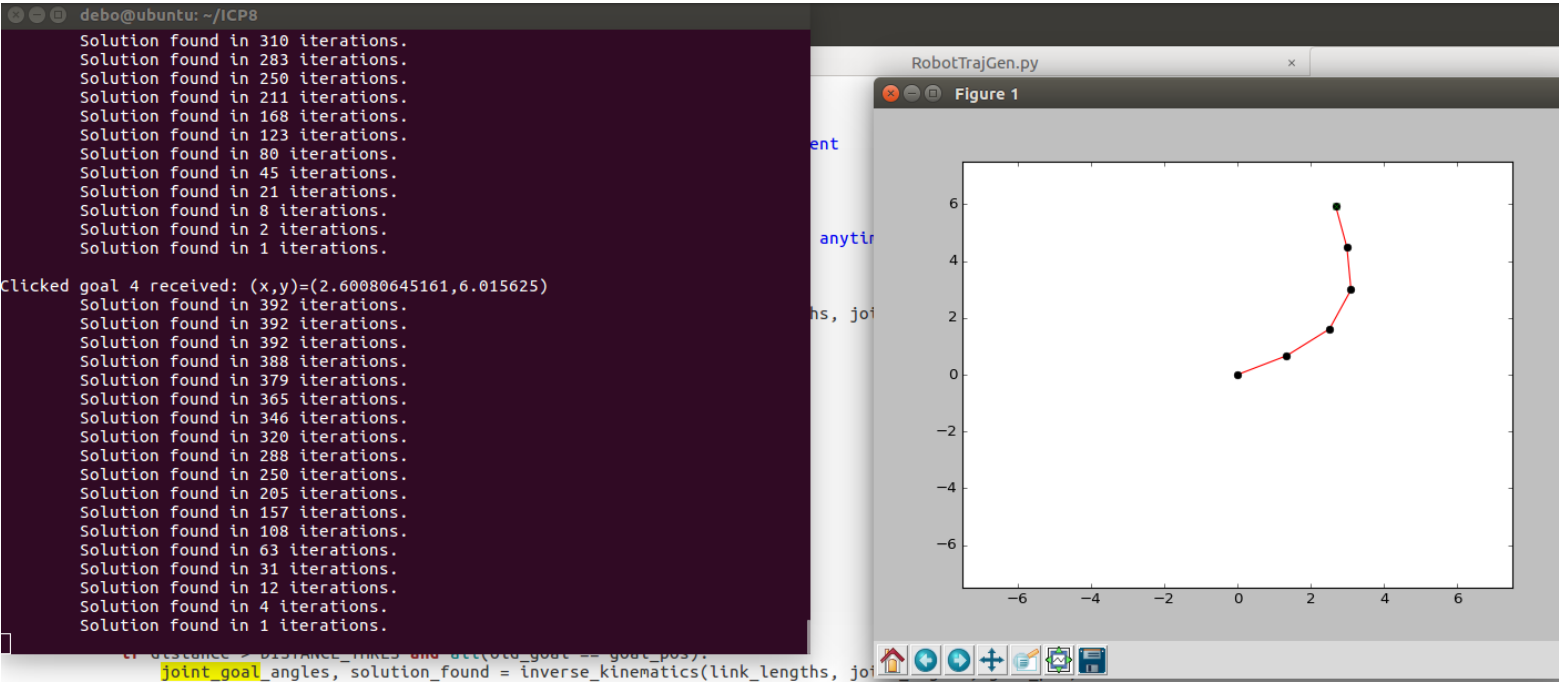 debo@ubuntu: ~/ICP8
Solution found in 310 iterations.
Solution found in 283 iterations.
Solution found in 250 iterations.
Solution found in 211 iterations.
Solution found in 168 iterations.
Solution found in 123 iterations.
Solution found in 80 iterations.
Solution found in 45 iterations.
Solution found in 21 iterations.
Solution found in 8 iterations.
Solution found in 2 iterations.
Solution found in 1 iterations.
Clicked goal 4 received: (x,y)=(2.60080645161,6.015625)
Solution found in 392 iterations.
Solution found in 392 iterations.
Solution found in 392 iterations.
Solution found in 388 iterations.
Solution found in 379 iterations.
Solution found in 365 iterations.
Solution found in 346 iterations.
Solution found in 320 iterations.
Solution found in 288 iterations.
Solution found in 250 iterations.
Solution found in 205 iterations.
Solution found in 157 iterations.
Solution found in 108 iterations.
Solution found in 63 iterations.
Solution found in 31 iterations.
Solution found in 12 iterations.
Solution found in 4 iterations.
Solution found in 1 iterations.
joint_goal_angles, solution_found = inverse_kinematics(link_lengths, joi
RobotTrajGen.py ×
ent
anytin
hs, joi
Figure 1
6
4
2
0
−2
−4
−6
−6 −4 −2 0 2 4 6